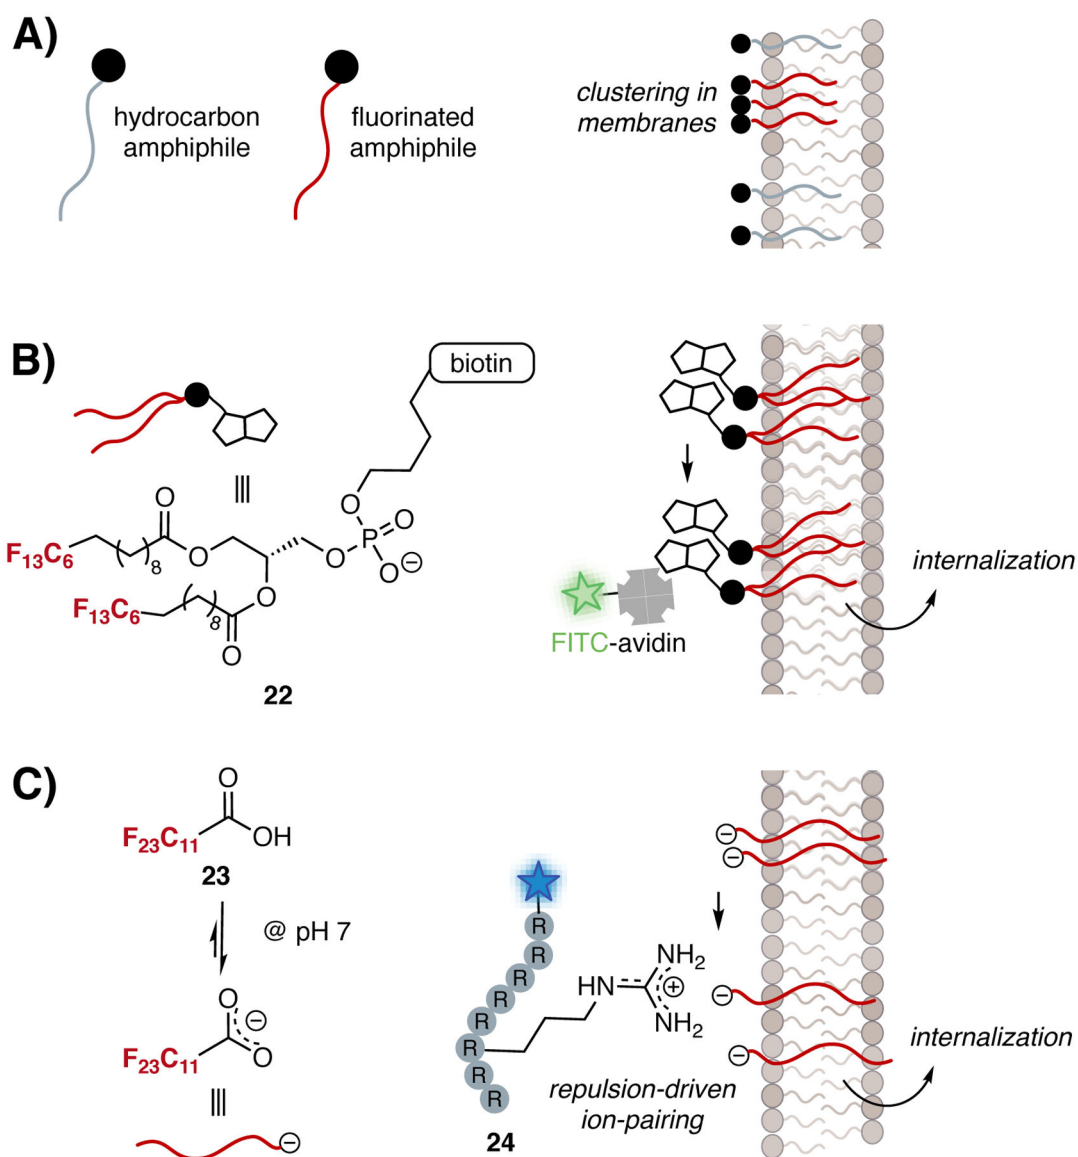 A)
hydrocarbon
amphiphile
fluorinated
amphiphile
clustering in
membranes
B)
biotin
O
O
P
O
O
O⊖
O
F13C6
8
O
F13C6
8
O
O
22
FITC-avidin
internalization
C)
O
F23C11
OH
23
@ pH 7
O
⊖
F23C11
O
⊖
R
R
R
R
R
R
R
R
24
HN
NH2
⊕
NH2
repulsion-driven
ion-pairing
⊖
⊖
⊖
⊖
internalization